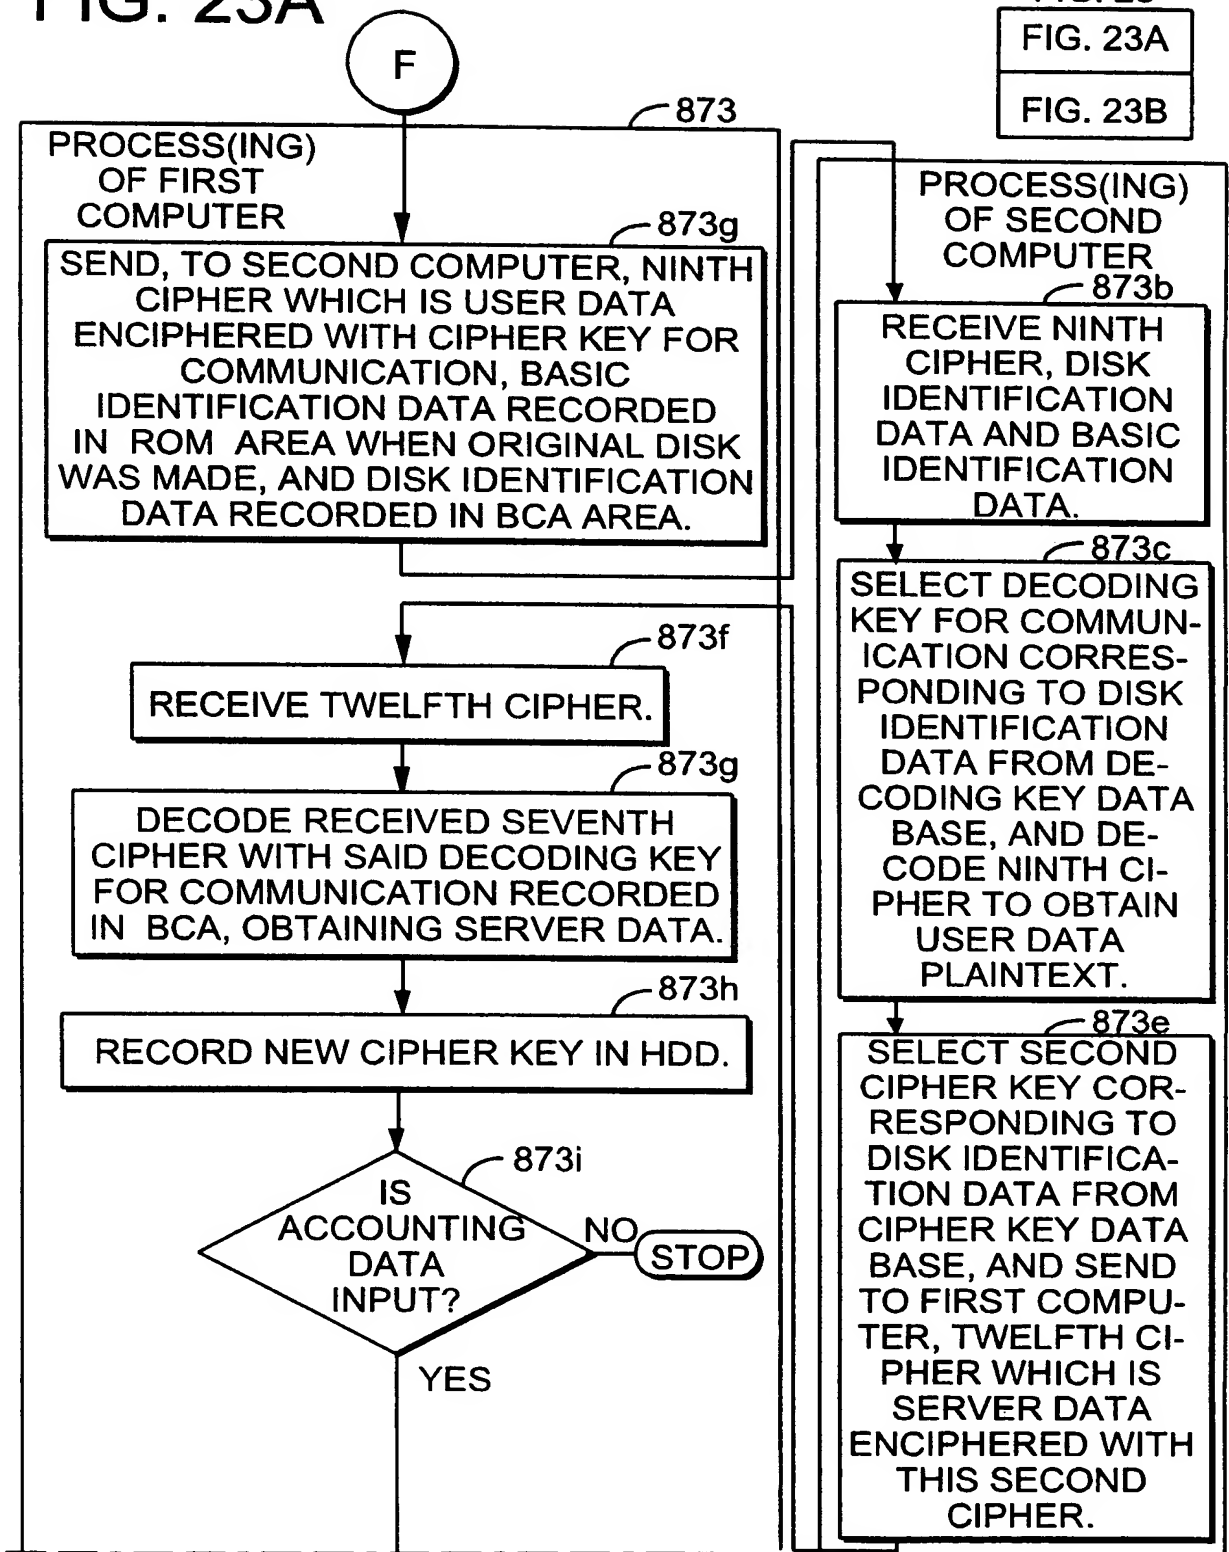 FIG. 23A
FIG. 23A
FIG. 23B
F
873
PROCESS(ING)
OF FIRST
COMPUTER
873g
SEND, TO SECOND COMPUTER, NINTH
CIPHER WHICH IS USER DATA
ENCIPHERED WITH CIPHER KEY FOR
COMMUNICATION, BASIC
IDENTIFICATION DATA RECORDED
IN ROM AREA WHEN ORIGINAL DISK
WAS MADE, AND DISK IDENTIFICATION
DATA RECORDED IN BCA AREA.
873f
RECEIVE TWELFTH CIPHER.
873g
DECODE RECEIVED SEVENTH
CIPHER WITH SAID DECODING KEY
FOR COMMUNICATION RECORDED
IN BCA, OBTAINING SERVER DATA.
873h
RECORD NEW CIPHER KEY IN HDD.
873i
IS
ACCOUNTING
DATA
INPUT?
NO
STOP
YES
PROCESS(ING)
OF SECOND
COMPUTER
873b
RECEIVE NINTH
CIPHER, DISK
IDENTIFICATION
DATA AND BASIC
IDENTIFICATION
DATA.
873c
SELECT DECODING
KEY FOR COMMUN-
ICATION CORRES-
PONDING TO DISK
IDENTIFICATION
DATA FROM DE-
CODING KEY DATA
BASE, AND DE-
CODE NINTH CI-
PHER TO OBTAIN
USER DATA
PLAINTEXT.
873e
SELECT SECOND
CIPHER KEY COR-
RESPONDING TO
DISK IDENTIFICA-
TION DATA FROM
CIPHER KEY DATA
BASE, AND SEND
TO FIRST COMPU-
TER, TWELFTH CI-
PHER WHICH IS
SERVER DATA
ENCIPHERED WITH
THIS SECOND
CIPHER.